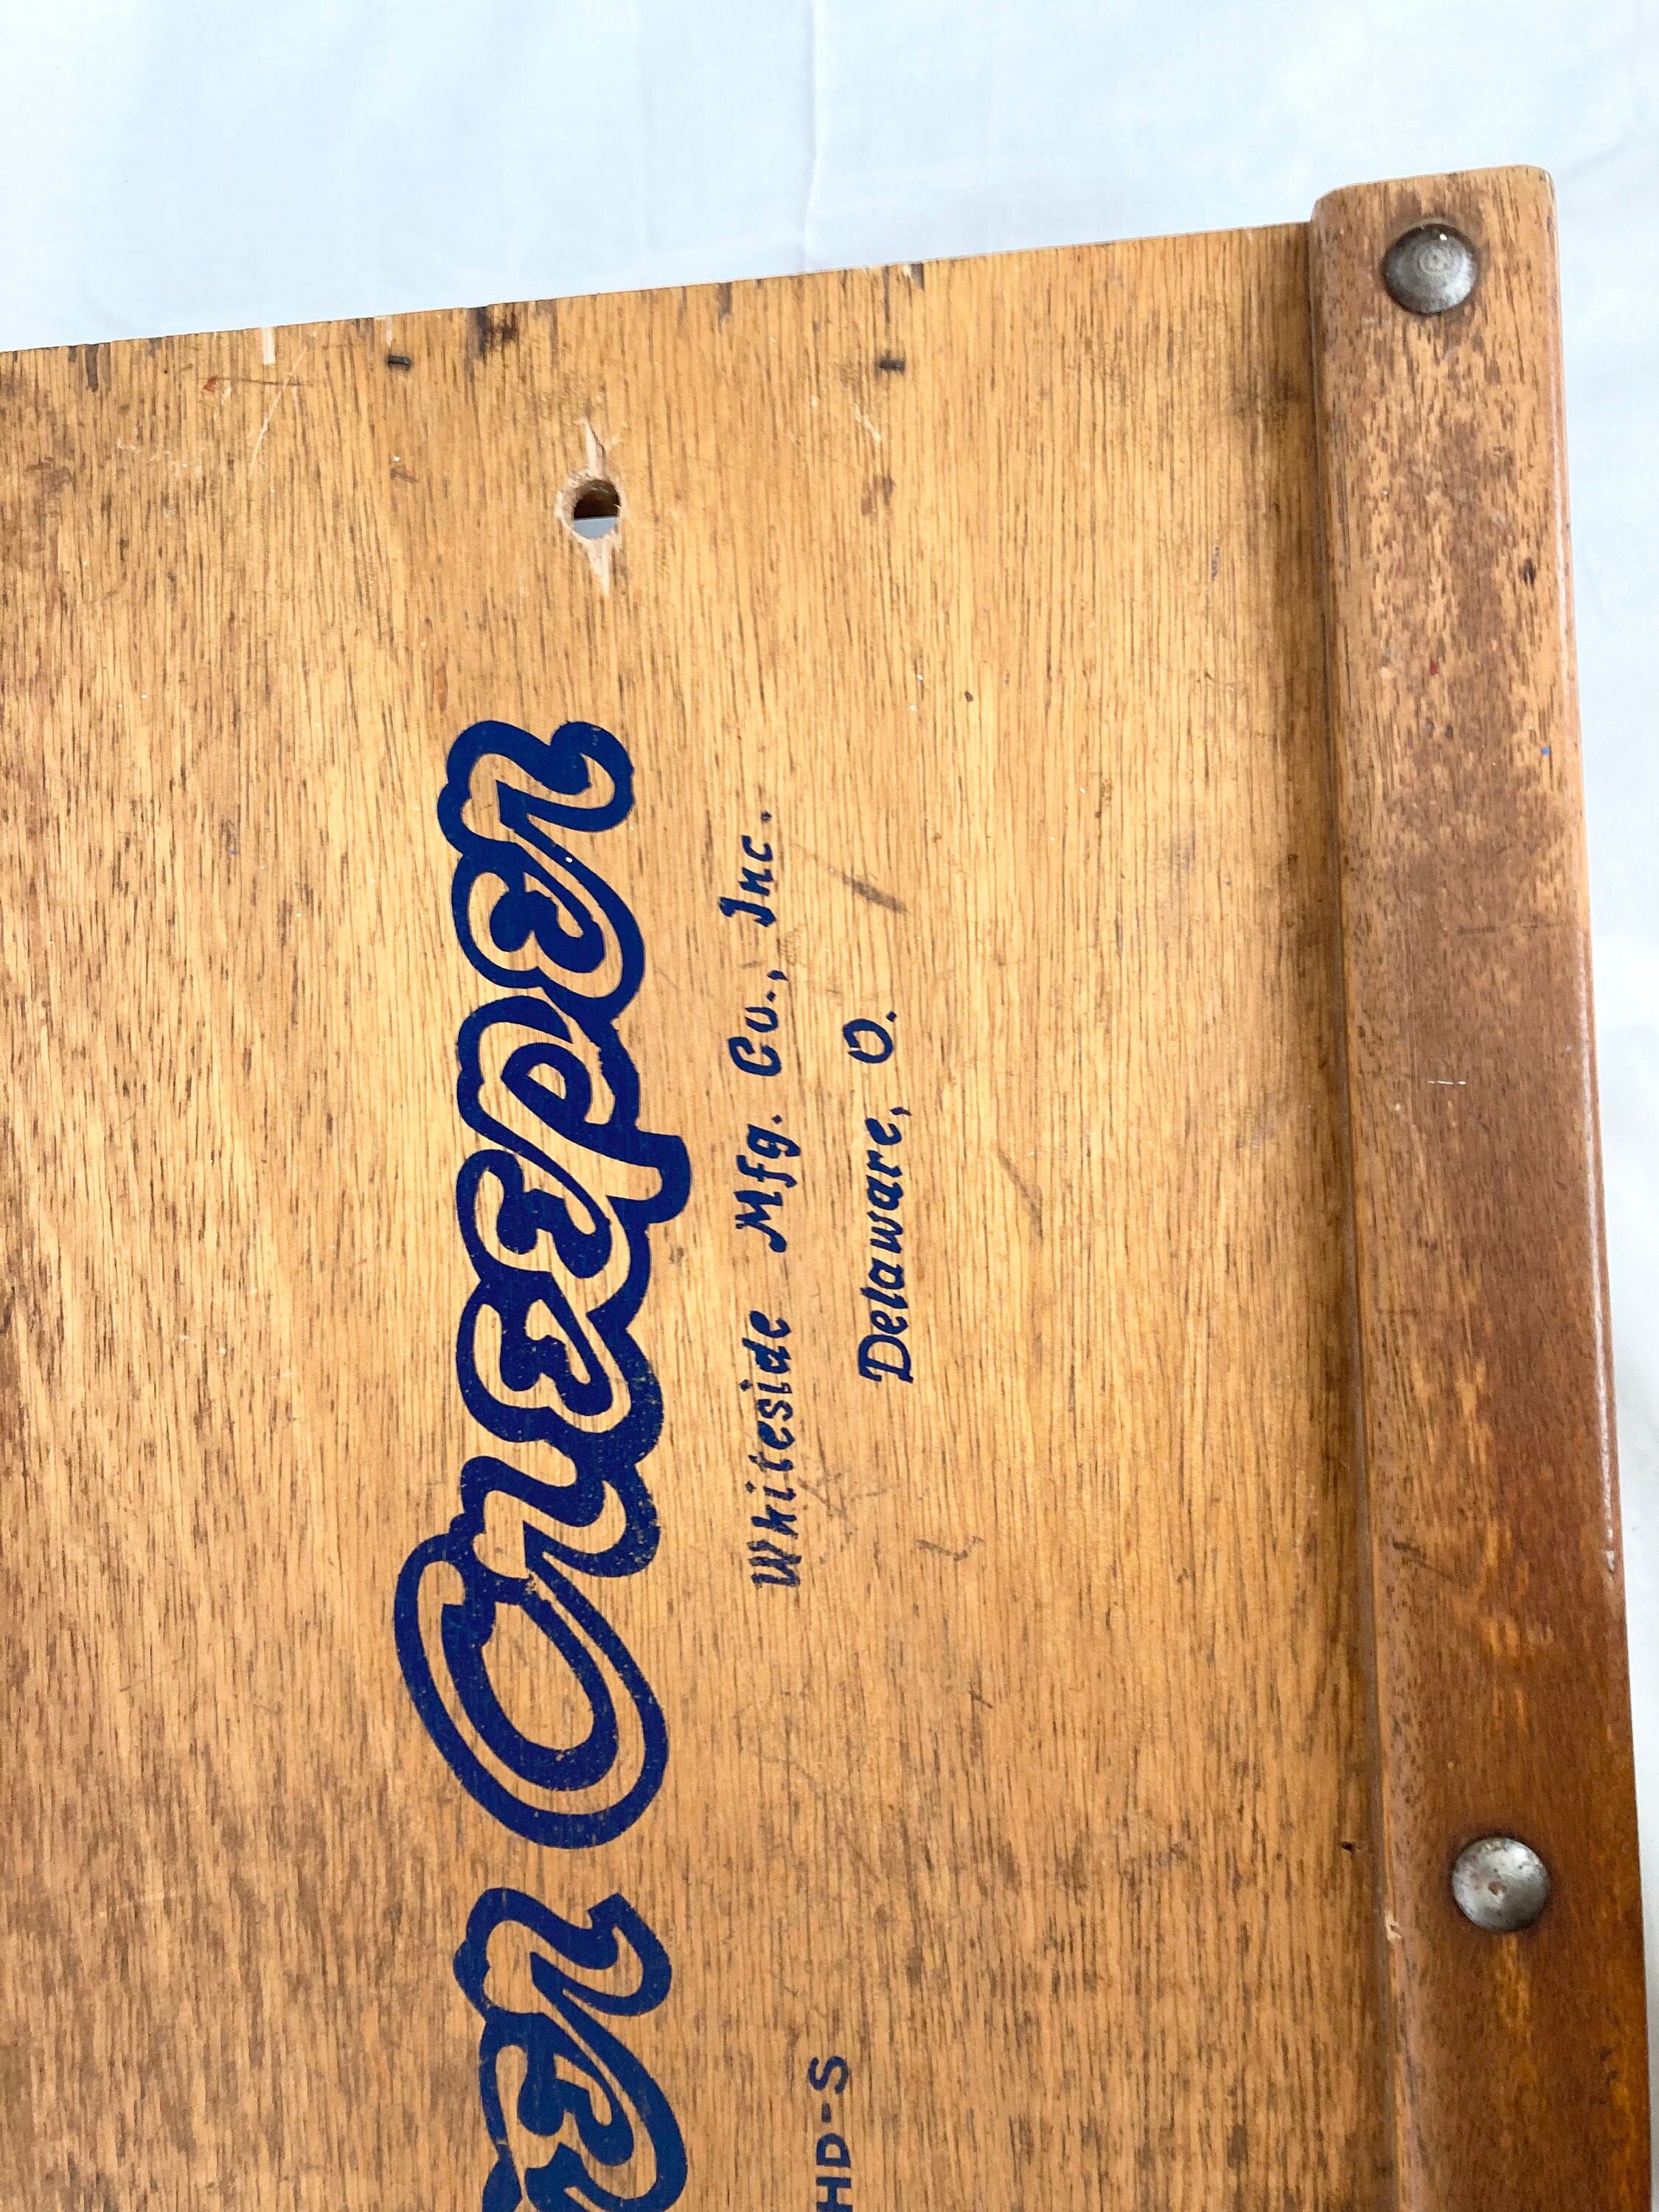 Creeper
Whiteside Mfg. Co., Inc.
Delaware, O.
HD-S